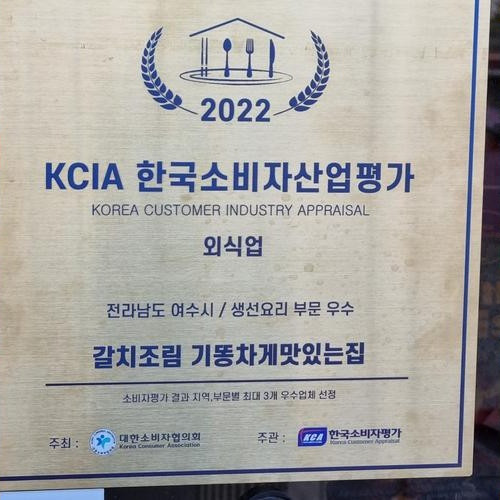 2022
KCIA 한국소비자산업평가
KOREA CUSTOMER INDUSTRY APPRAISAL
외식업
전라남도 여수시 / 생선요리 부문 우수
갈치조림 기똥차게맛있는집
소비자평가 결과 지역,부문별 최대 3개 우수업체 선정
주최 : 대한소비자협의회 주관 : KCA 한국소비자평가
Korea Consumer Association Korea Customer Appraisal